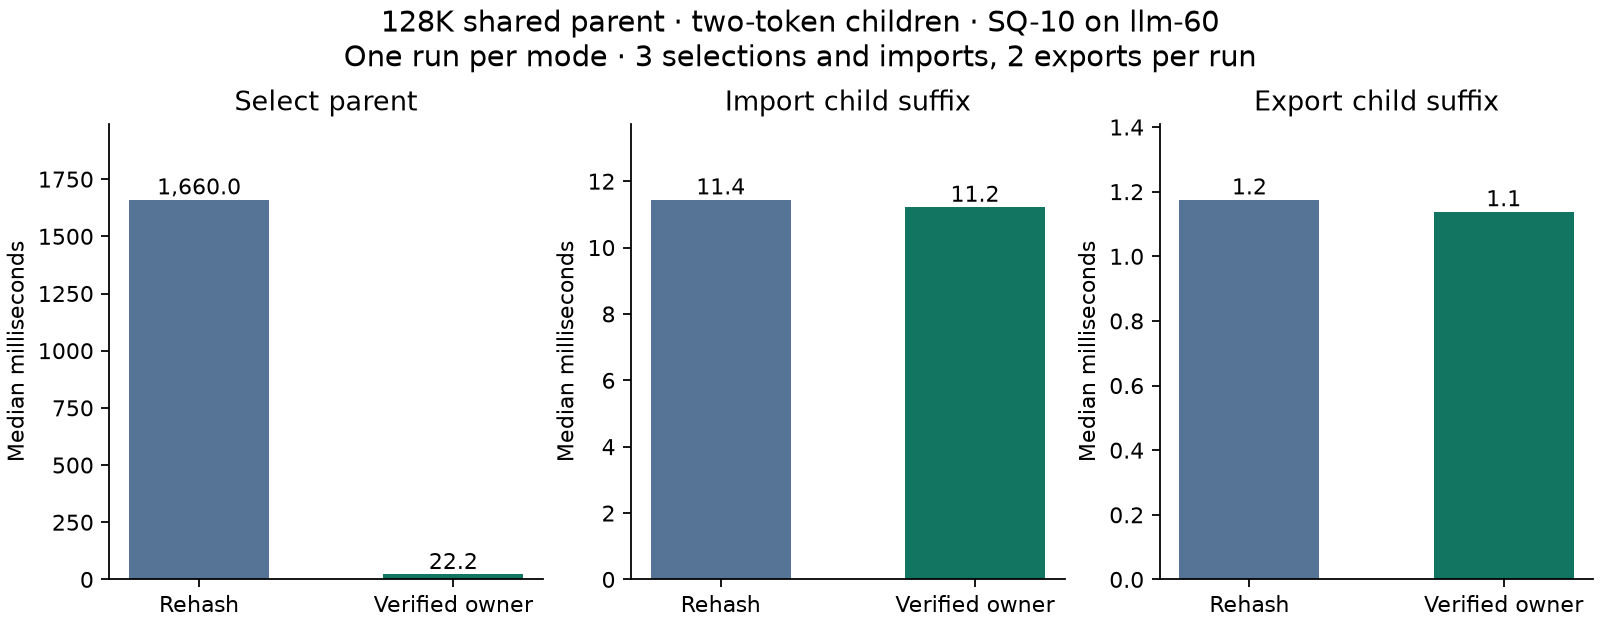 128K shared parent · two-token children · SQ-10 on llm-60
One run per mode · 3 selections and imports, 2 exports per run
Select parent
Median milliseconds
1750
1500
1250
1000
750
500
250
0
1,660.0
22.2
Rehash
Verified owner
Import child suffix
Median milliseconds
12
10
8
6
4
2
0
11.4
11.2
Rehash
Verified owner
Export child suffix
Median milliseconds
1.4
1.2
1.0
0.8
0.6
0.4
0.2
0.0
1.2
1.1
Rehash
Verified owner